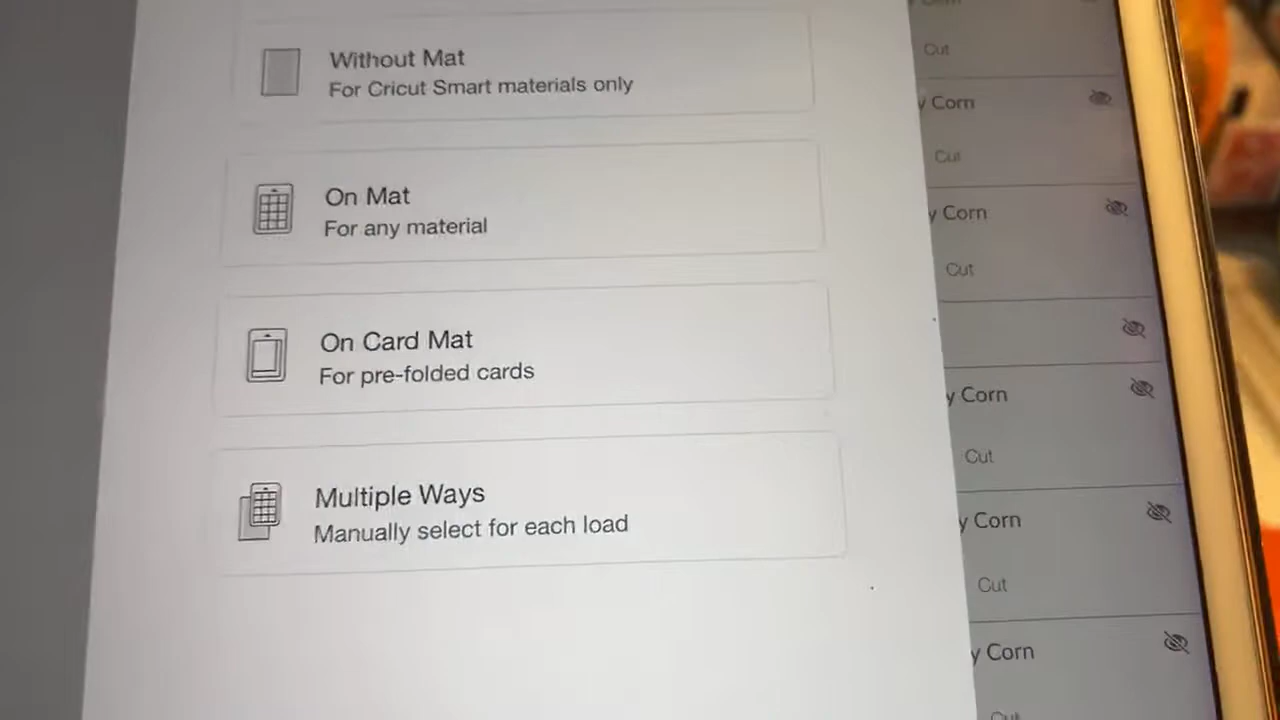 Without Mat
For Cricut Smart materials only
On Mat
For any material
On Card Mat
For pre-folded cards
Multiple Ways
Manually select for each load
Cut
y Corn
Cut
y Corn
Cut
y Corn
Cut
y Corn
Cut
y Corn
Cut